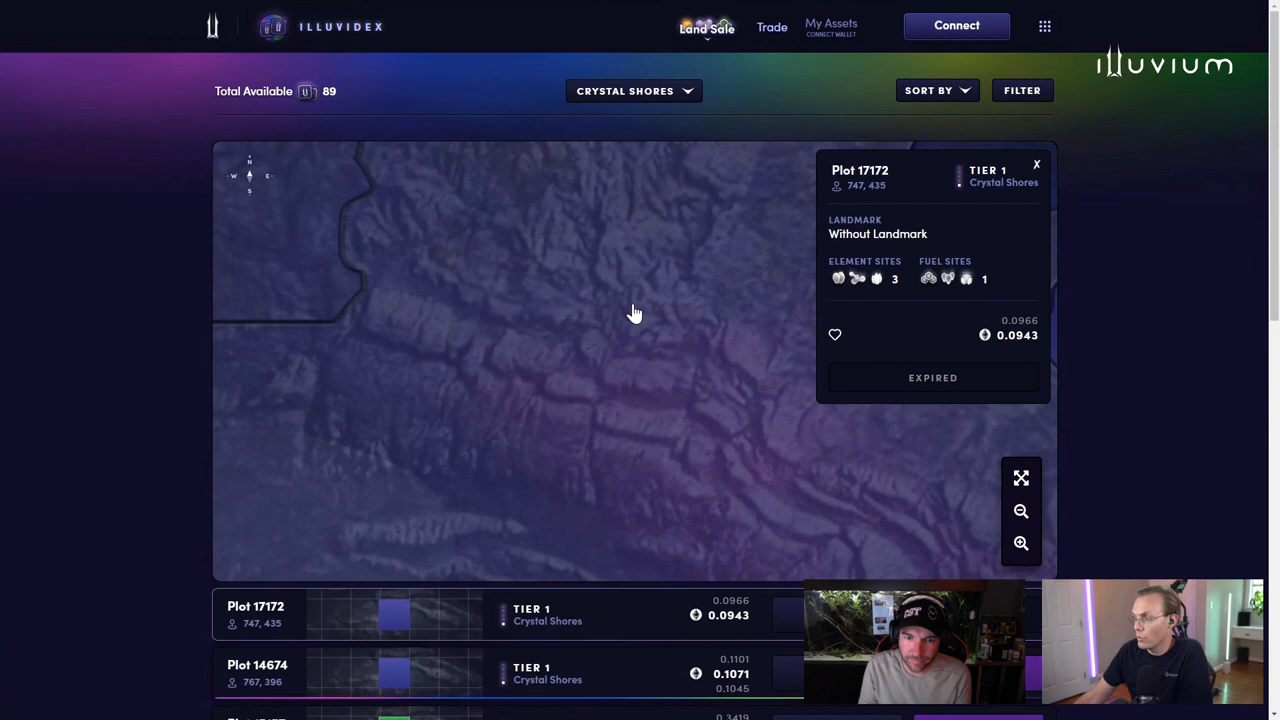 ILLUVIDEX
Land Sale
Trade
My Assets
CONNECT WALLET
Connect
ILLUVIUM
Total Available 89
CRYSTAL SHORES
SORT BY
FILTER
N
W E
S
Plot 17172
747, 435
TIER 1
Crystal Shores
X
LANDMARK
Without Landmark
ELEMENT SITES
3
FUEL SITES
1
0.0966
0.0943
EXPIRED
Plot 17172
747, 435
TIER 1
Crystal Shores
0.0966
0.0943
Plot 14674
767, 396
TIER 1
Crystal Shores
0.1101
0.1071
0.1045
0.3419